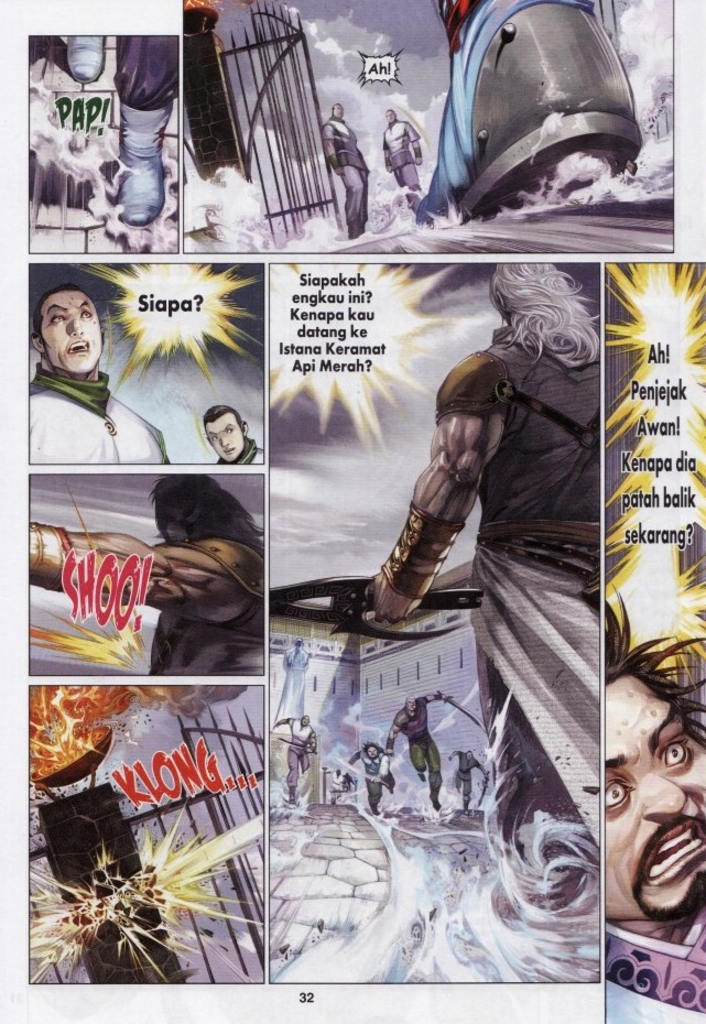 PAP!
Ah!
Siapa?
SHOO!
KLONG...
Siapakah
engkau ini?
Kenapa kau
datang ke
Istana Keramat
Api Merah?
Ah!
Penjejak
Awan!
Kenapa dia
patah balik
sekarang?
32